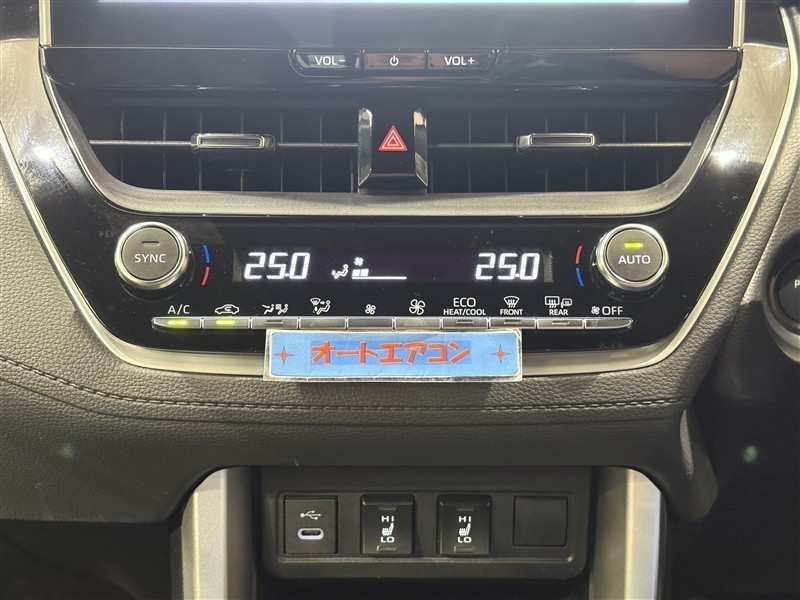 VOL- VOL+
SYNC 25.0 25.0 AUTO
A/C ECO HEAT/COOL FRONT REAR OFF
オートエアコン
HI LO HI LO
P